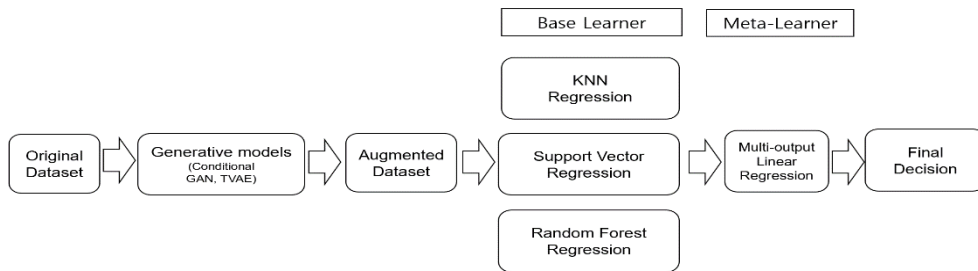 Base Learner
Meta-Learner
KNN
Regression
Original
Dataset
Generative models
(Conditional
GAN, TVAE)
Augmented
Dataset
Support Vector
Regression
Multi-output
Linear
Regression
Final
Decision
Random Forest
Regression